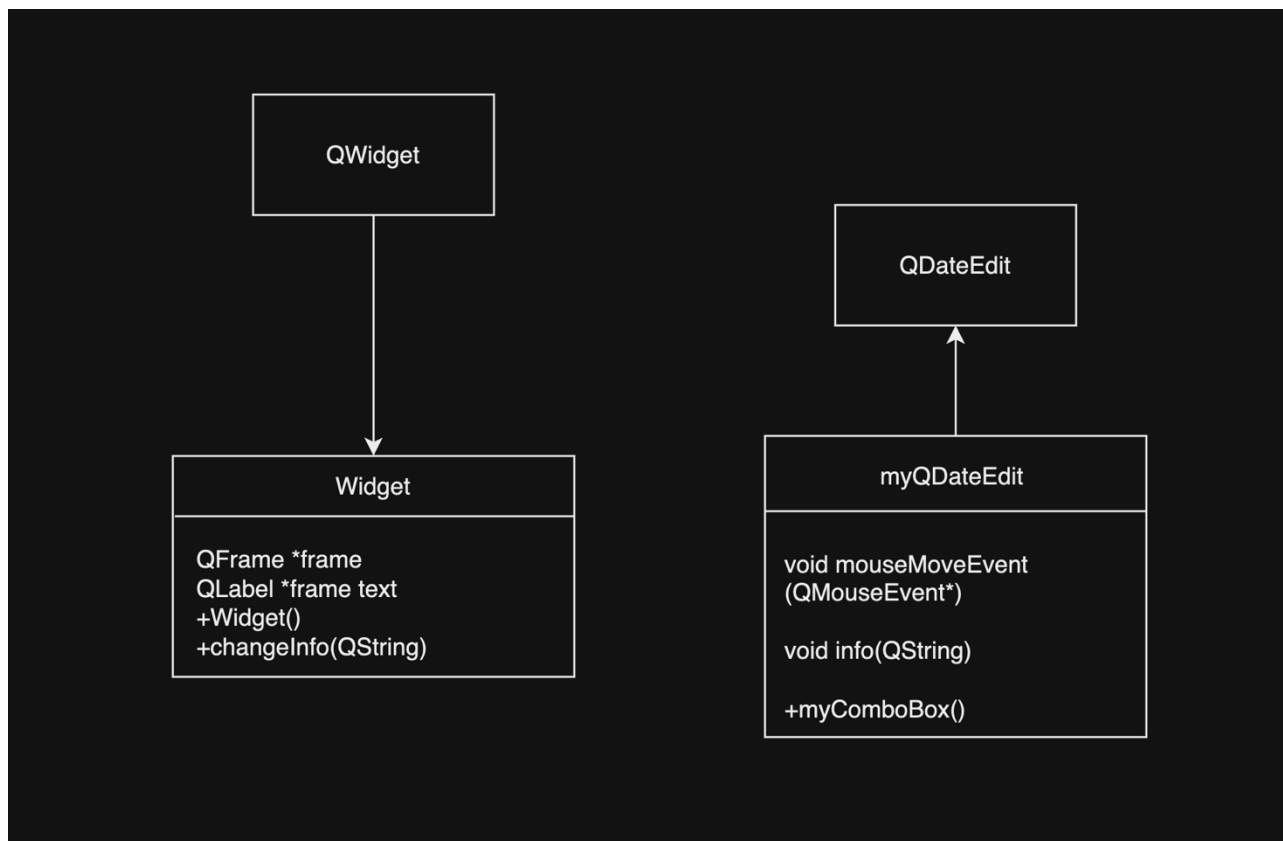 QWidget
QDateEdit
Widget
QFrame *frame
QLabel *frame text
+Widget()
+changeInfo(QString)
myQDateEdit
void mouseMoveEvent
(QMouseEvent*)
void info(QString)
+myComboBox()